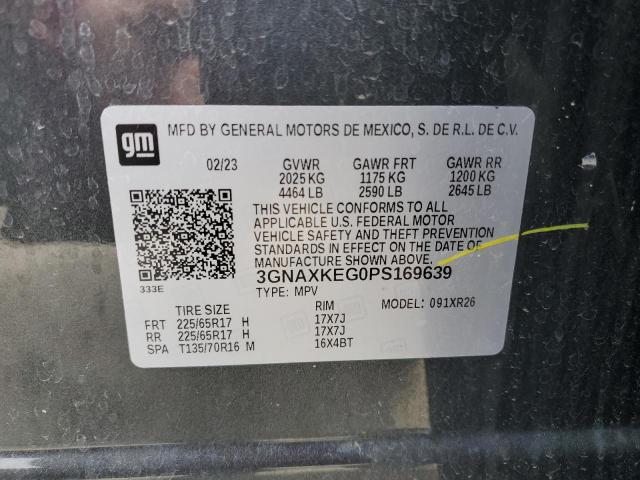 gm
MFD BY GENERAL MOTORS DE MEXICO, S. DE R.L. DE C.V.
02/23 GVWR GAWR FRT GAWR RR
2025 KG 1175 KG 1200 KG
4464 LB 2590 LB 2645 LB
THIS VEHICLE CONFORMS TO ALL
APPLICABLE U.S. FEDERAL MOTOR
VEHICLE SAFETY AND THEFT PREVENTION
STANDARDS IN EFFECT ON THE DATE OF
MANUFACTURE SHOWN ABOVE.
333E
3GNAXKEG0PS169639
TYPE: MPV MODEL: 091XR26
TIRE SIZE RIM
FRT 225/65R17 H 17X7J
RR 225/65R17 H 17X7J
SPA T135/70R16 M 16X4BT